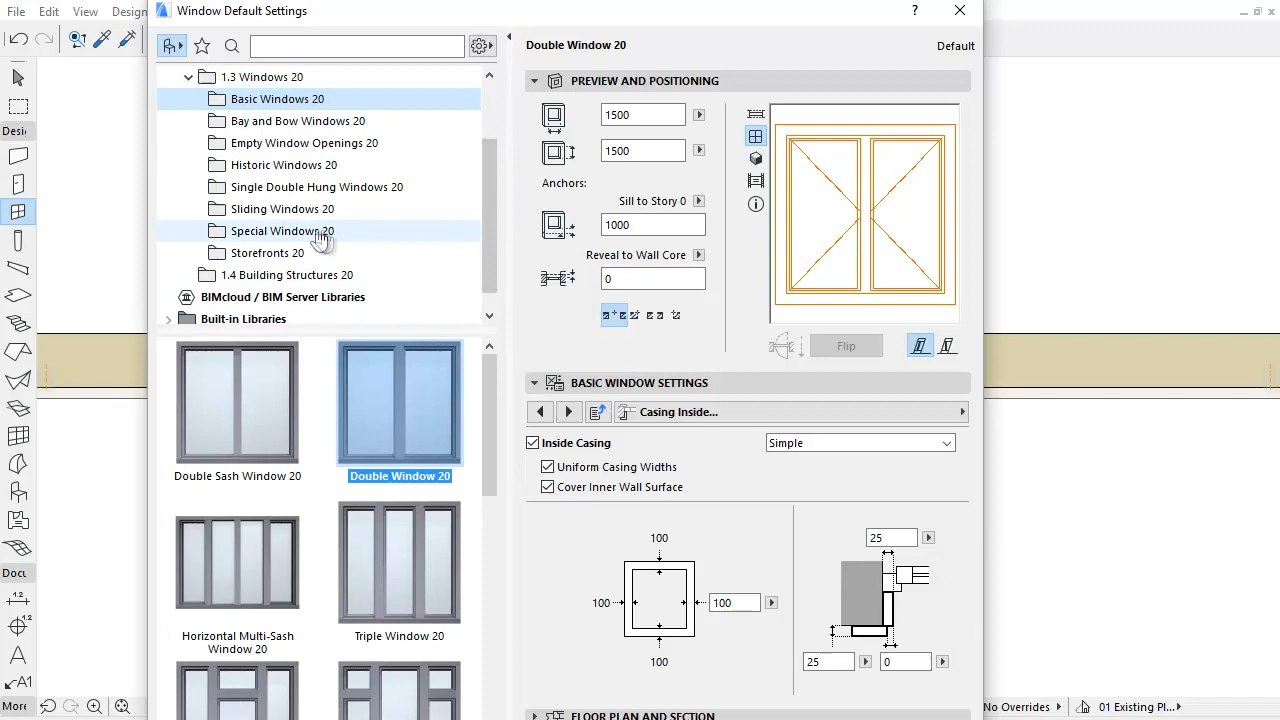 File Edit View Design
Window Default Settings
?
1.3 Windows 20
Basic Windows 20
Bay and Bow Windows 20
Empty Window Openings 20
Historic Windows 20
Single Double Hung Windows 20
Sliding Windows 20
Special Windows 20
Storefronts 20
1.4 Building Structures 20
BIMcloud / BIM Server Libraries
Built-in Libraries
Double Sash Window 20
Double Window 20
Horizontal Multi-Sash
Window 20
Triple Window 20
Double Window 20
Default
PREVIEW AND POSITIONING
1500
1500
Anchors:
Sill to Story 0
1000
Reveal to Wall Core
0
Flip
BASIC WINDOW SETTINGS
Casing Inside...
Inside Casing
Simple
Uniform Casing Widths
Cover Inner Wall Surface
100
100
100
100
25
25
0
FLOOR PLAN AND SECTION
Desi
1.2
1.2
A
A1
Docu
More
No Overrides
01 Existing Pl...